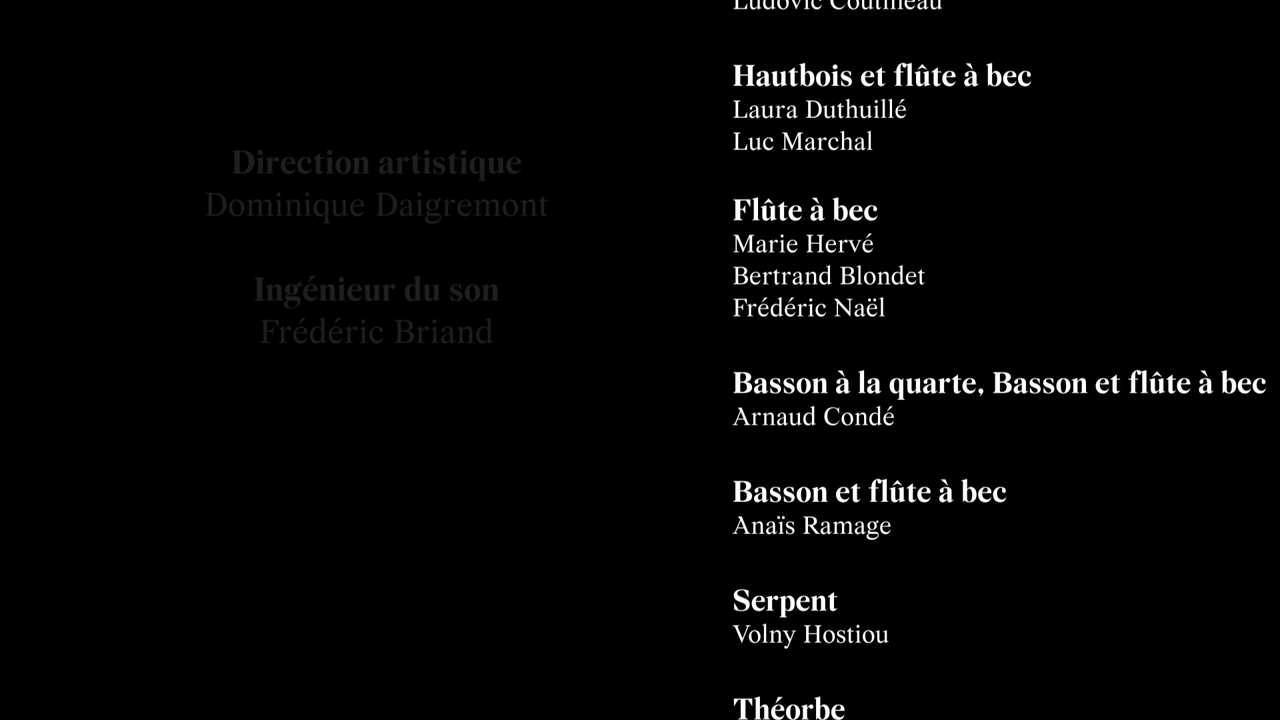 Direction artistique
Dominique Daigremont
Ingénieur du son
Frédéric Briand
Ludovic Coutineau
Hautbois et flûte à bec
Laura Duthuillé
Luc Marchal
Flûte à bec
Marie Hervé
Bertrand Blondet
Frédéric Naël
Basson à la quarte, Basson et flûte à bec
Arnaud Condé
Basson et flûte à bec
Anaïs Ramage
Serpent
Volny Hostiou
Théorbe